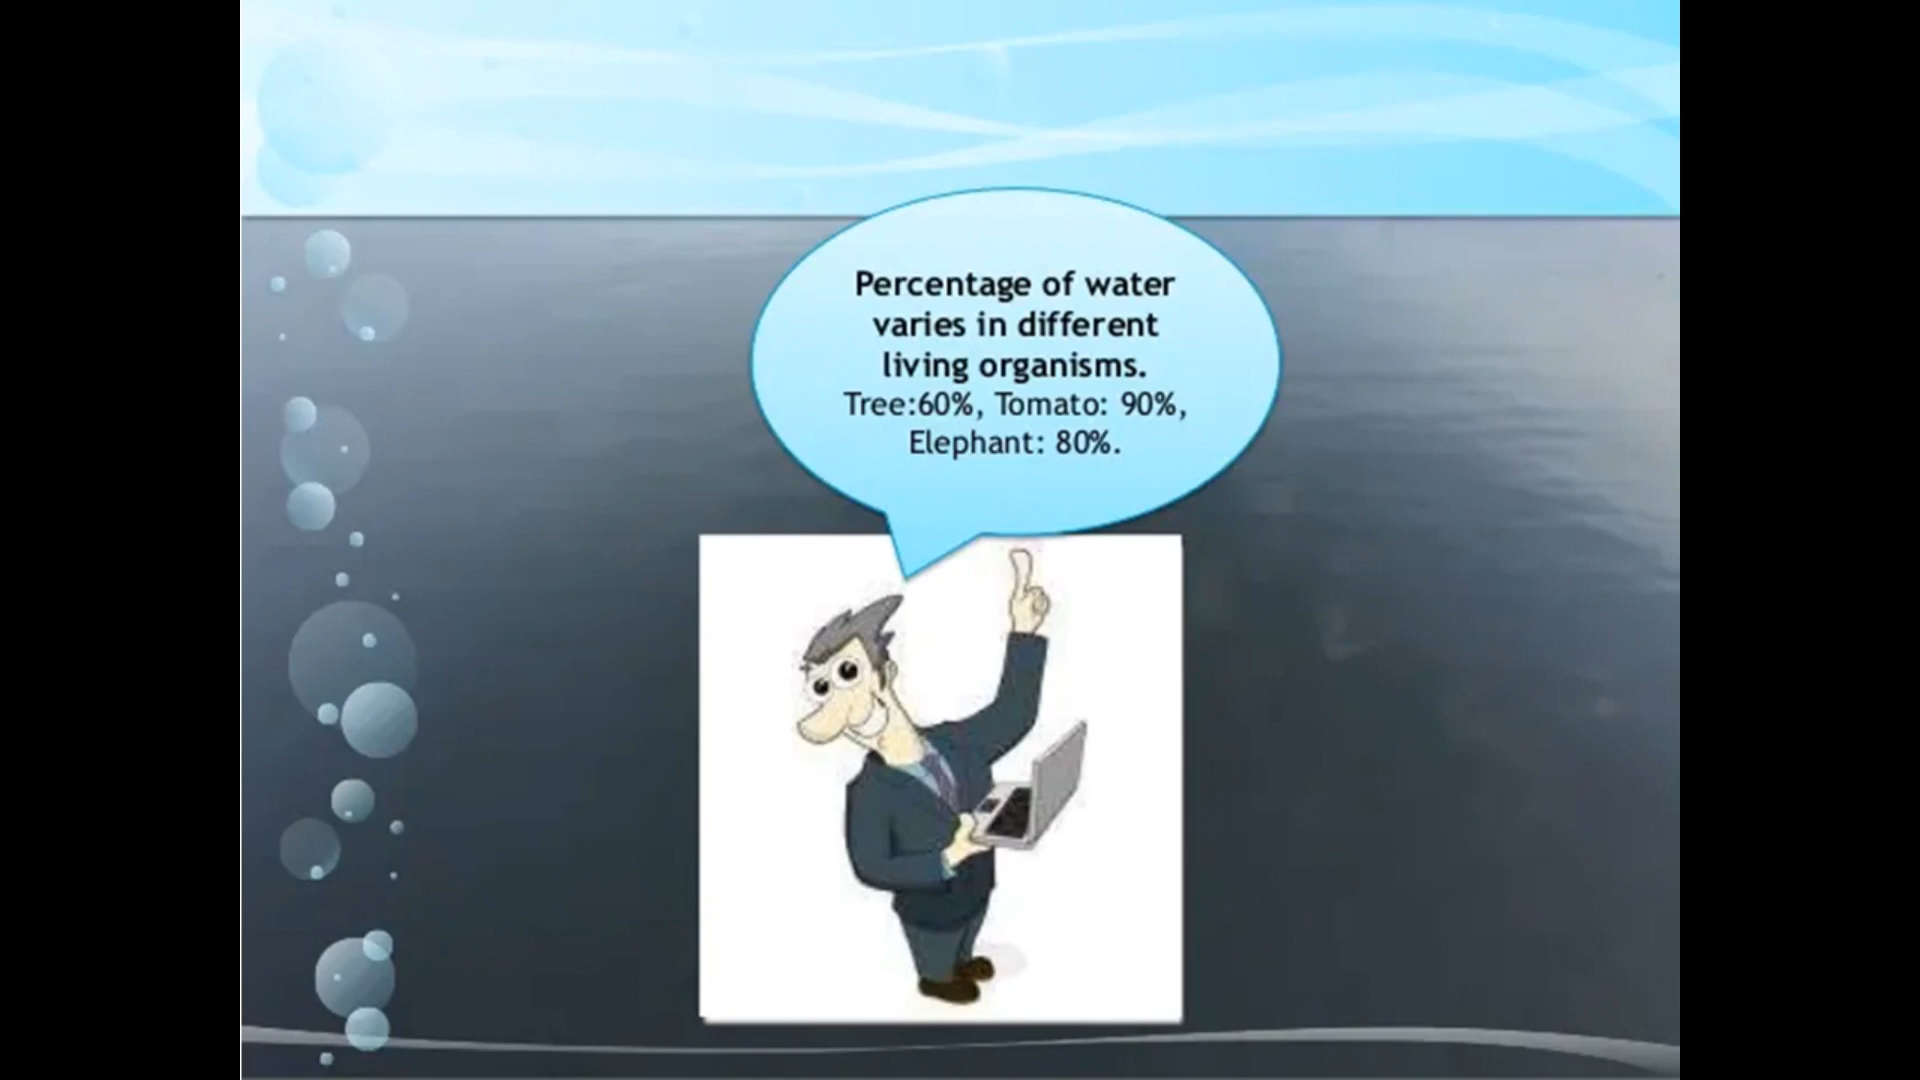 Percentage of water
varies in different
living organisms.
Tree:60%, Tomato: 90%,
Elephant: 80%.